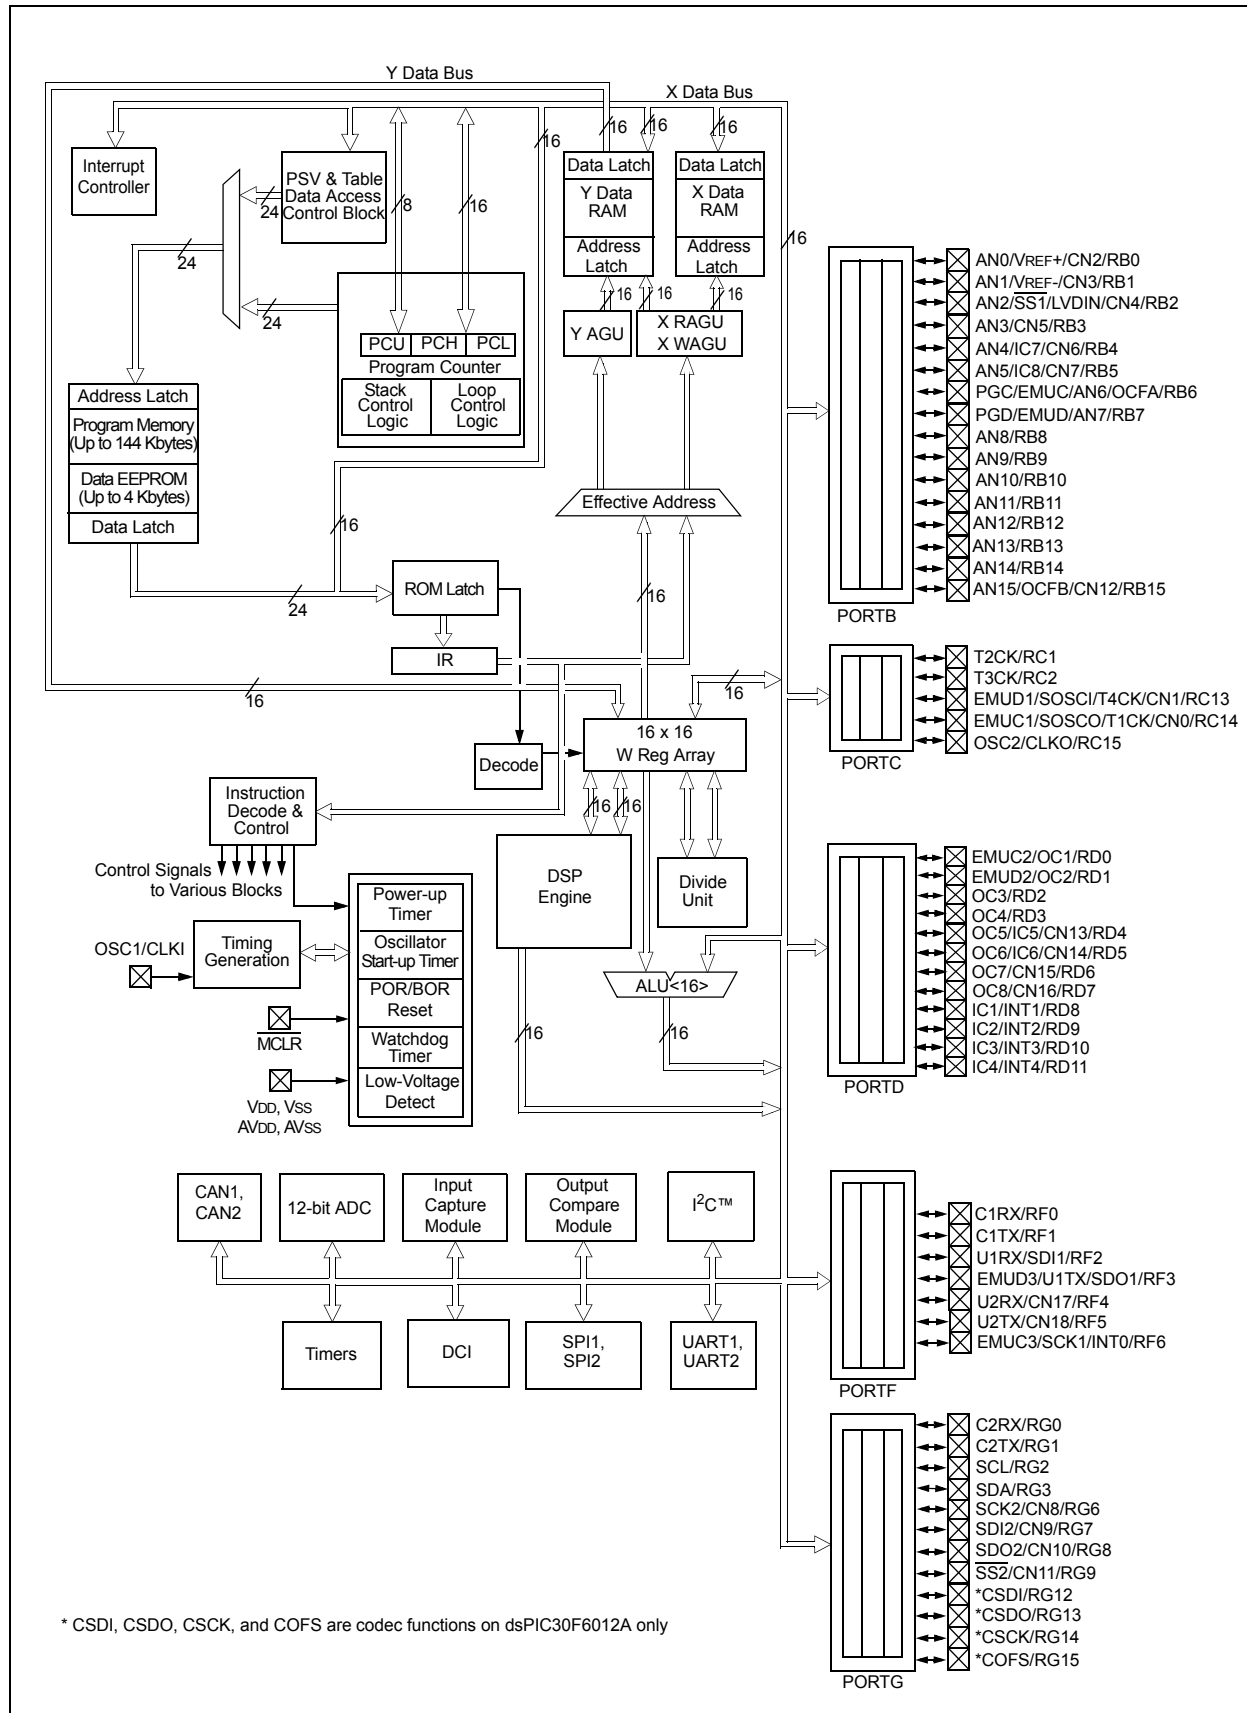 Y Data Bus
X Data Bus
16
16
16
16
16
Interrupt
Controller
PSV & Table
Data Access
Control Block
24
8
16
24
24
Data Latch
Y Data
RAM
Address
Latch
Data Latch
X Data
RAM
Address
Latch
16
16
16
16
Y AGU
X RAGU
X WAGU
PCU
PCH
PCL
Program Counter
Stack
Control
Logic
Loop
Control
Logic
Address Latch
Program Memory
(Up to 144 Kbytes)
Data EEPROM
(Up to 4 Kbytes)
Data Latch
Effective Address
16
24
ROM Latch
16
IR
16
16
16 x 16
W Reg Array
Decode
Instruction
Decode &
Control
16
16
Control Signals
to Various Blocks
DSP
Engine
Divide
Unit
Power-up
Timer
Oscillator
Start-up Timer
POR/BOR
Reset
Watchdog
Timer
Low-Voltage
Detect
OSC1/CLKI
Timing
Generation
MCLR
VDD, VSS
AVDD, AVSS
ALU<16>
16
16
CAN1,
CAN2
12-bit ADC
Input
Capture
Module
Output
Compare
Module
I²C™
Timers
DCI
SPI1,
SPI2
UART1,
UART2
AN0/VREF+/CN2/RB0
AN1/VREF-/CN3/RB1
AN2/SS1/LVDIN/CN4/RB2
AN3/CN5/RB3
AN4/IC7/CN6/RB4
AN5/IC8/CN7/RB5
PGC/EMUC/AN6/OCFA/RB6
PGD/EMUD/AN7/RB7
AN8/RB8
AN9/RB9
AN10/RB10
AN11/RB11
AN12/RB12
AN13/RB13
AN14/RB14
AN15/OCFB/CN12/RB15
PORTB
T2CK/RC1
T3CK/RC2
EMUD1/SOSCI/T4CK/CN1/RC13
EMUC1/SOSCO/T1CK/CN0/RC14
OSC2/CLKO/RC15
PORTC
EMUC2/OC1/RD0
EMUD2/OC2/RD1
OC3/RD2
OC4/RD3
OC5/IC5/CN13/RD4
OC6/IC6/CN14/RD5
OC7/CN15/RD6
OC8/CN16/RD7
IC1/INT1/RD8
IC2/INT2/RD9
IC3/INT3/RD10
IC4/INT4/RD11
PORTD
C1RX/RF0
C1TX/RF1
U1RX/SDI1/RF2
EMUD3/U1TX/SDO1/RF3
U2RX/CN17/RF4
U2TX/CN18/RF5
EMUC3/SCK1/INT0/RF6
PORTF
C2RX/RG0
C2TX/RG1
SCL/RG2
SDA/RG3
SCK2/CN8/RG6
SDI2/CN9/RG7
SDO2/CN10/RG8
SS2/CN11/RG9
*CSDI/RG12
*CSDO/RG13
*CSCK/RG14
*COFS/RG15
PORTG
* CSDI, CSDO, CSCK, and COFS are codec functions on dsPIC30F6012A only